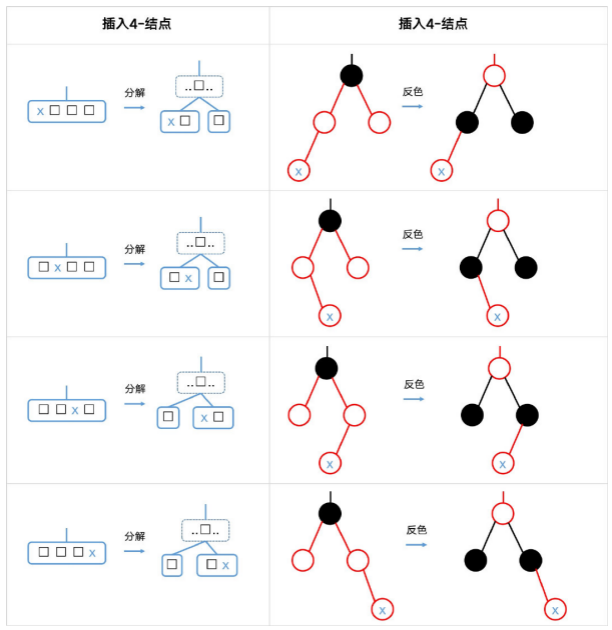 插入4-结点 插入4-结点
x □ □ □ 分解 ..□.. x □ □ 反色 x x
□ x □ □ 分解 ..□.. □ x □ 反色 x x
□ □ x □ 分解 ..□.. □ x □ 反色 x x
□ □ □ x 分解 ..□.. □ □ x 反色 x x